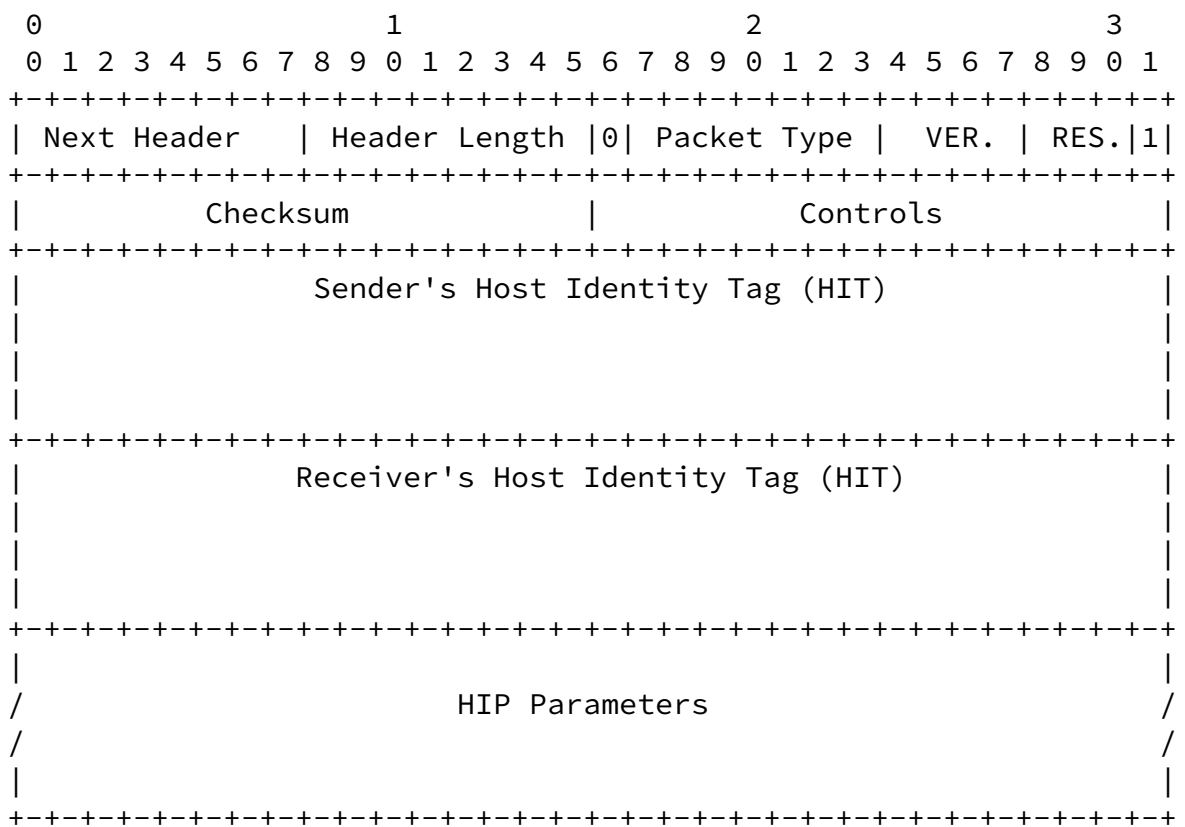 0                   1                   2                   3
 0 1 2 3 4 5 6 7 8 9 0 1 2 3 4 5 6 7 8 9 0 1 2 3 4 5 6 7 8 9 0 1
+-+-+-+-+-+-+-+-+-+-+-+-+-+-+-+-+-+-+-+-+-+-+-+-+-+-+-+-+-+-+-+-+
| Next Header   | Header Length |0| Packet Type |  VER. | RES.|1|
+-+-+-+-+-+-+-+-+-+-+-+-+-+-+-+-+-+-+-+-+-+-+-+-+-+-+-+-+-+-+-+-+
|          Checksum             |           Controls            |
+-+-+-+-+-+-+-+-+-+-+-+-+-+-+-+-+-+-+-+-+-+-+-+-+-+-+-+-+-+-+-+-+
|                Sender's Host Identity Tag (HIT)               |
|                                                               |
|                                                               |
|                                                               |
+-+-+-+-+-+-+-+-+-+-+-+-+-+-+-+-+-+-+-+-+-+-+-+-+-+-+-+-+-+-+-+-+
|               Receiver's Host Identity Tag (HIT)              |
|                                                               |
|                                                               |
|                                                               |
+-+-+-+-+-+-+-+-+-+-+-+-+-+-+-+-+-+-+-+-+-+-+-+-+-+-+-+-+-+-+-+-+
|                                                               |
/                        HIP Parameters                         /
/                                                               /
|                                                               |
+-+-+-+-+-+-+-+-+-+-+-+-+-+-+-+-+-+-+-+-+-+-+-+-+-+-+-+-+-+-+-+-+